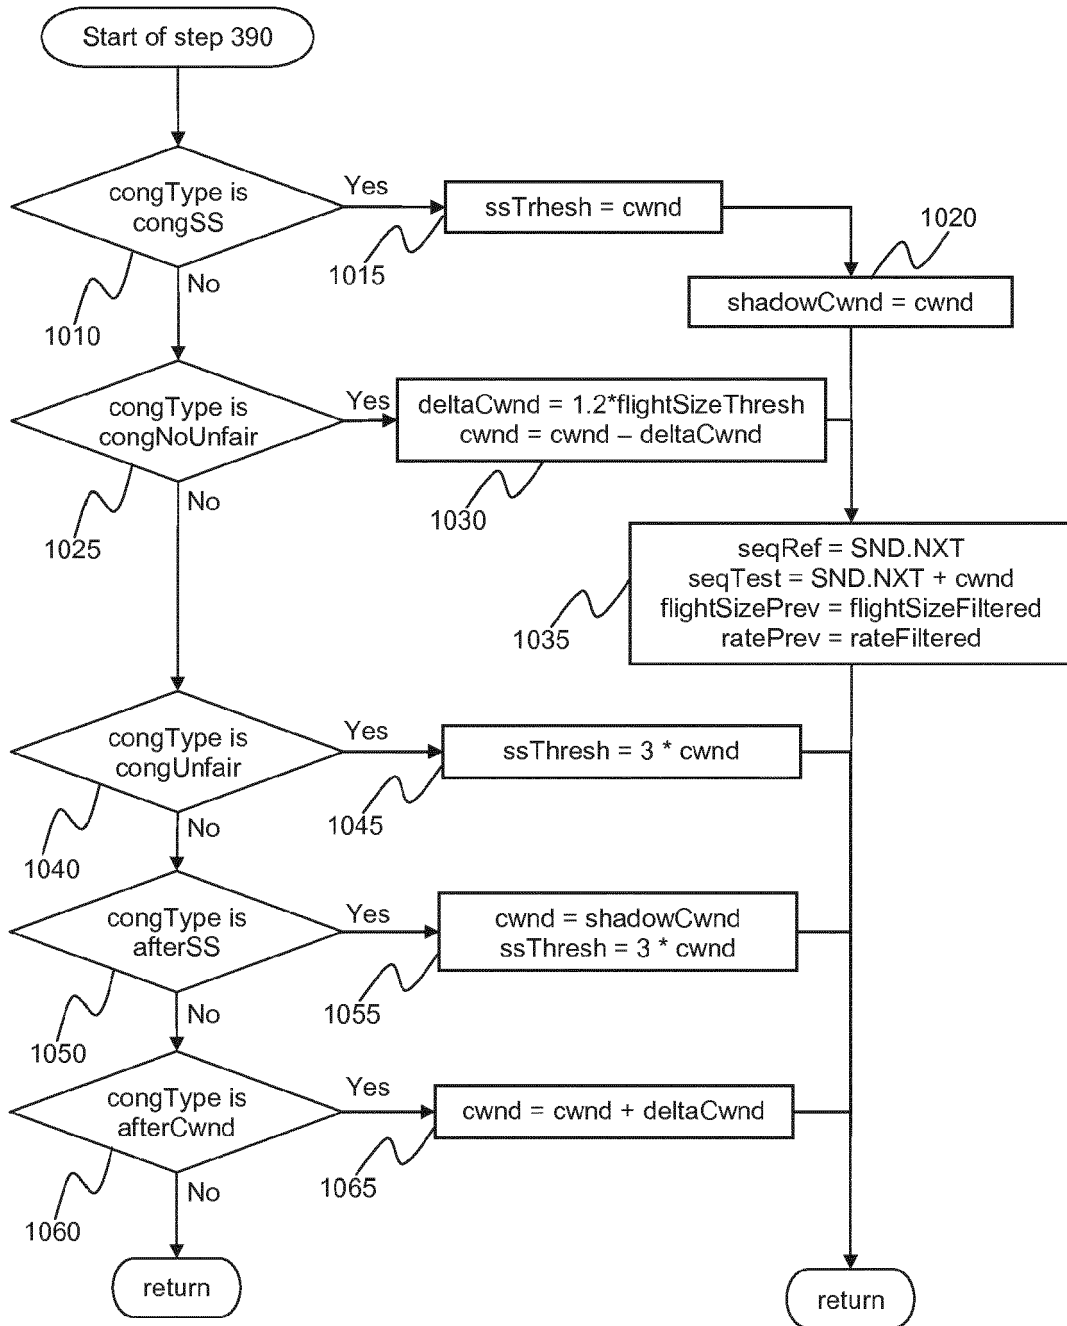 Start of step 390
congType is
congSS
Yes
No
1010
ssTrhesh = cwnd
1015
1020
shadowCwnd = cwnd
congType is
congNoUnfair
Yes
No
1025
deltaCwnd = 1.2*flightSizeThresh
cwnd = cwnd – deltaCwnd
1030
seqRef = SND.NXT
seqTest = SND.NXT + cwnd
flightSizePrev = flightSizeFiltered
ratePrev = rateFiltered
1035
congType is
congUnfair
Yes
No
1040
ssThresh = 3 * cwnd
1045
congType is
afterSS
Yes
No
1050
cwnd = shadowCwnd
ssThresh = 3 * cwnd
1055
congType is
afterCwnd
Yes
No
1060
cwnd = cwnd + deltaCwnd
1065
return
return